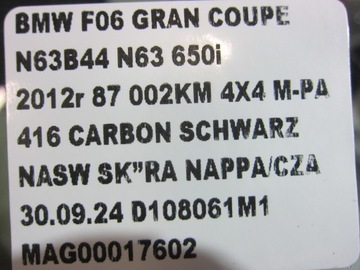 BMW F06 GRAN COUPE
N63B44 N63 650i
2012r 87 002KM 4X4 M-PA
416 CARBON SCHWARZ
NASW SK"RA NAPPA/CZA
30.09.24 D108061M1
MAG00017602